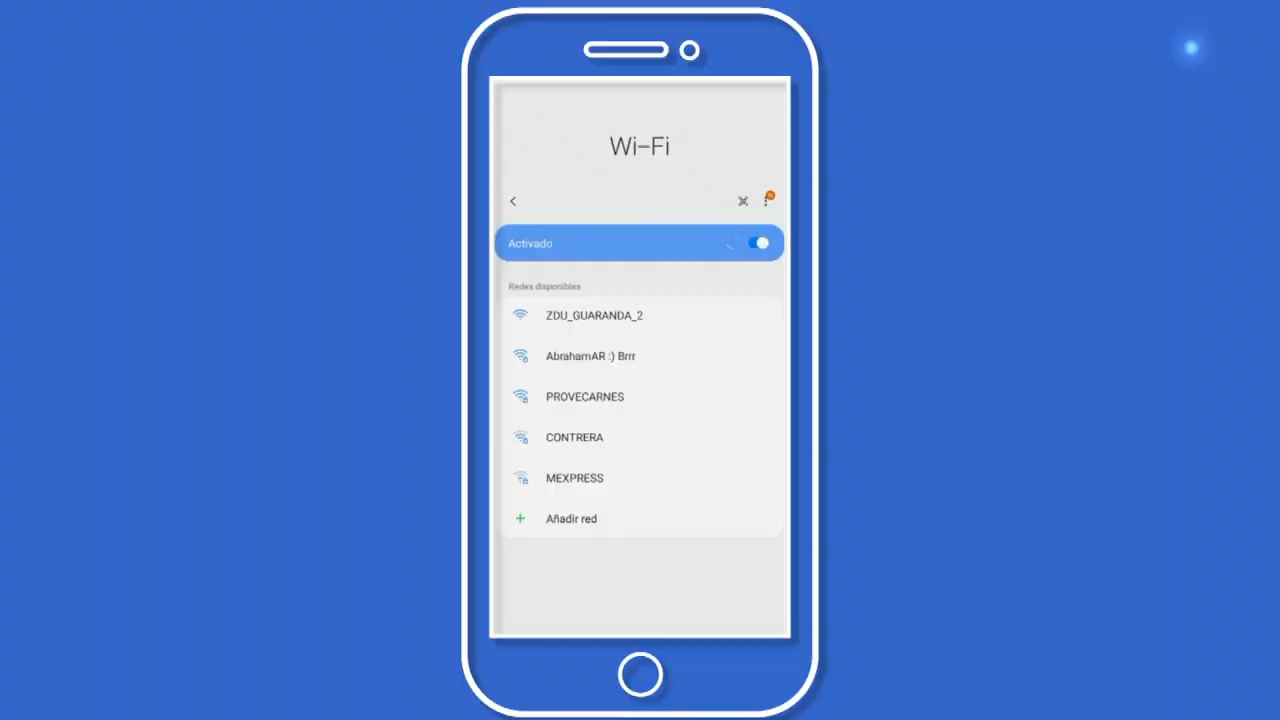 Wi-Fi
Activado
Redes disponibles
ZDU_GUARANDA_2
AbrahamAR :) Brrr
PROVECARNES
CONTRERA
MEXPRESS
Añadir red